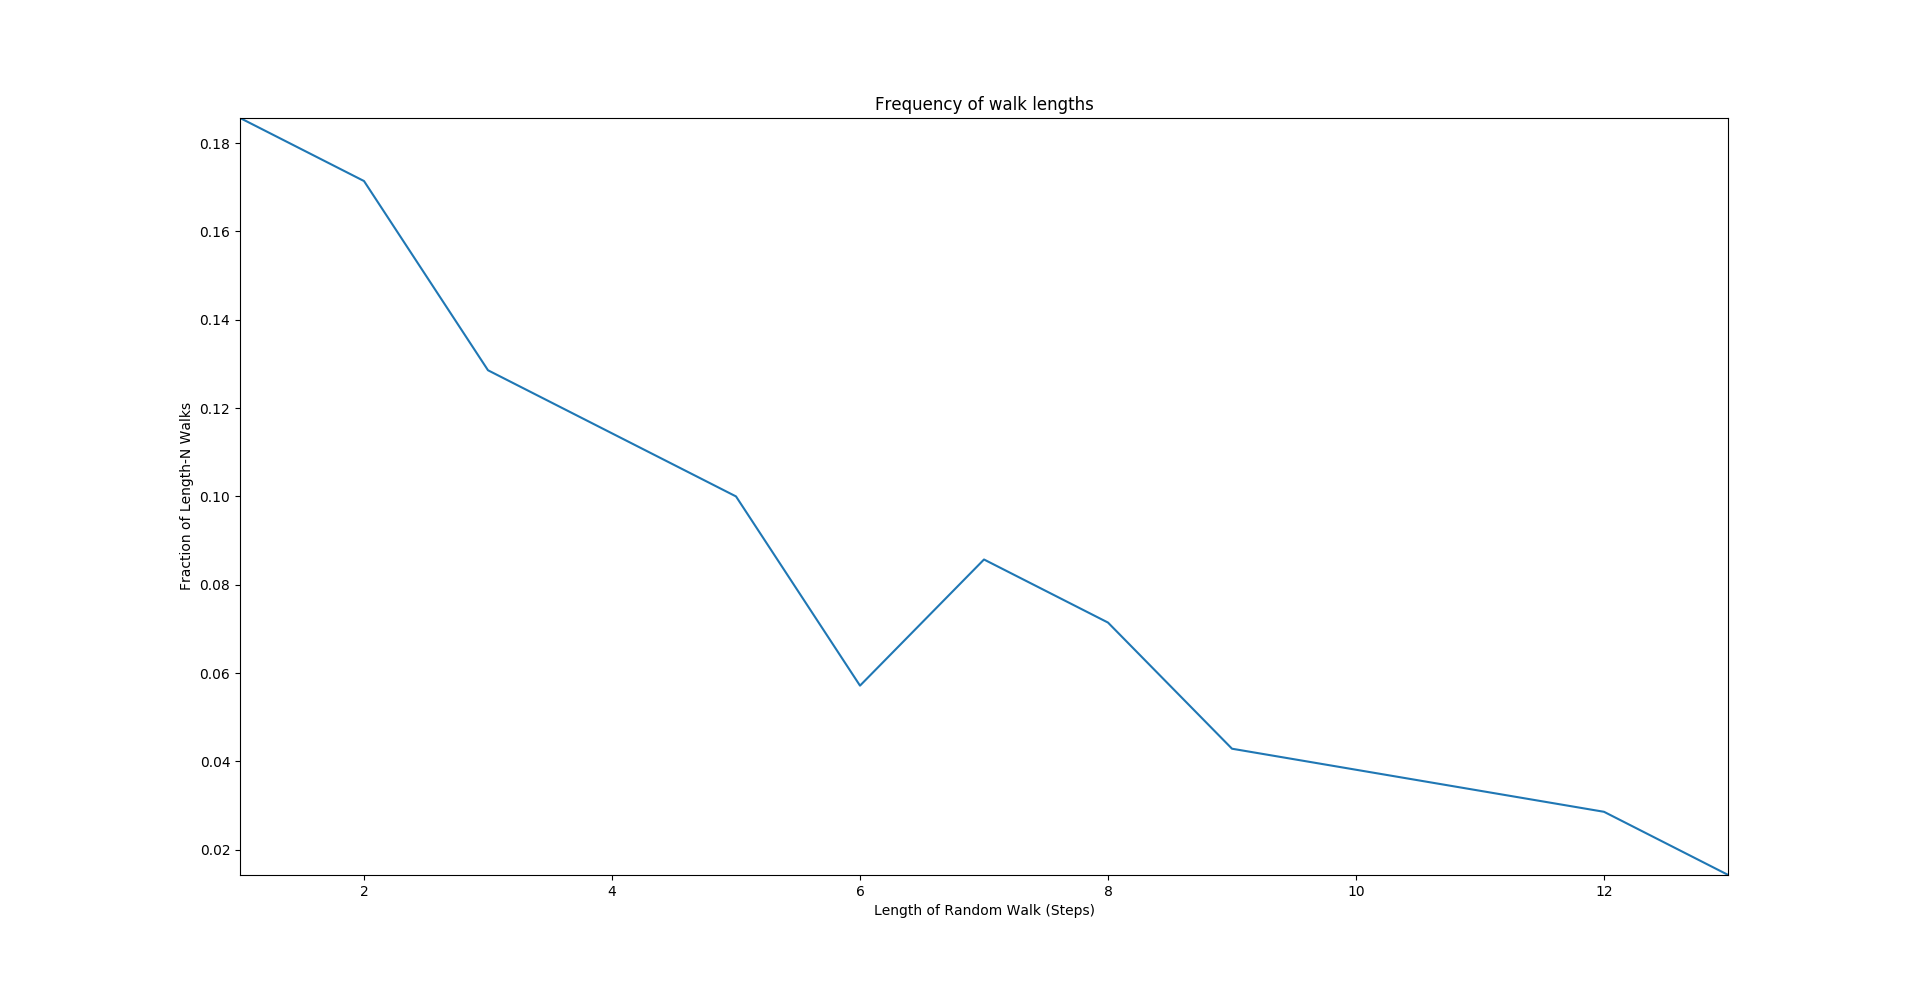 Frequency of walk lengths
0.18
0.16
0.14
0.12
0.10
0.08
0.06
0.04
0.02
Fraction of Length-N Walks
2 4 6 8 10 12
Length of Random Walk (Steps)